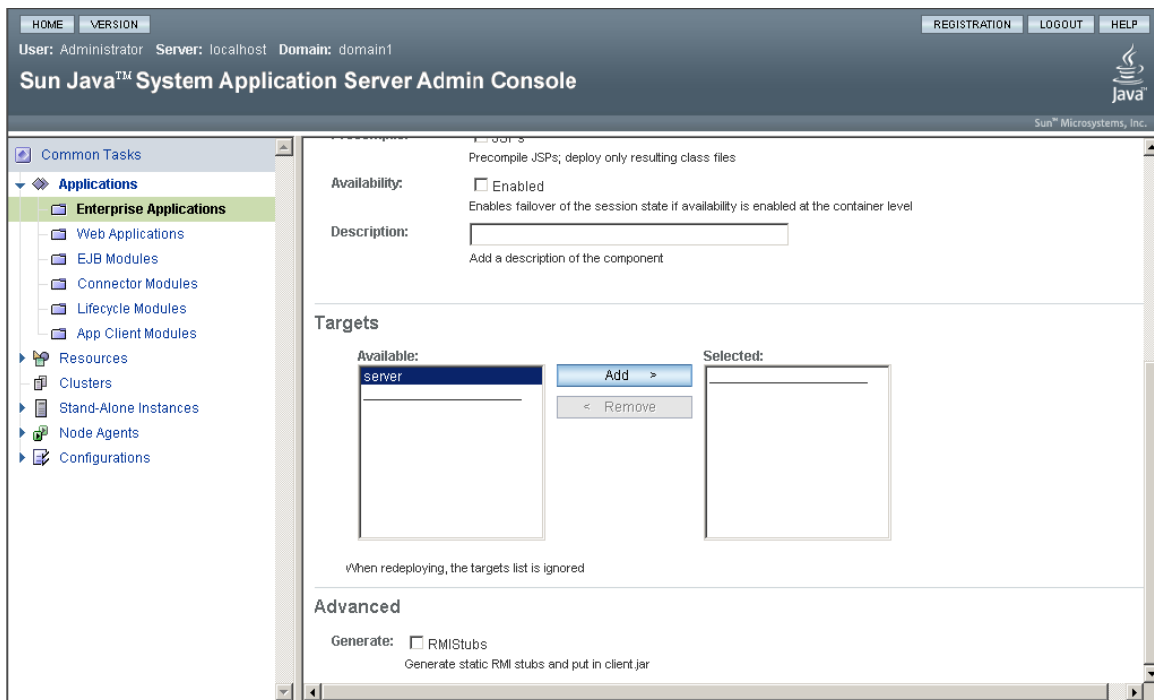 HOME VERSION REGISTRATION LOGOUT HELP
User: Administrator Server: localhost Domain: domain1
Sun Java™ System Application Server Admin Console
Java™
Sun™ Microsystems, Inc.
Common Tasks
Applications
Enterprise Applications
Web Applications
EJB Modules
Connector Modules
Lifecycle Modules
App Client Modules
Resources
Clusters
Stand-Alone Instances
Node Agents
Configurations
JSPs
Precompile JSPs; deploy only resulting class files
Availability: Enabled
Enables failover of the session state if availability is enabled at the container level
Description:
Add a description of the component
Targets
Available: Selected:
server
Add >
< Remove
When redeploying, the targets list is ignored
Advanced
Generate: RMIStubs
Generate static RMI stubs and put in client.jar